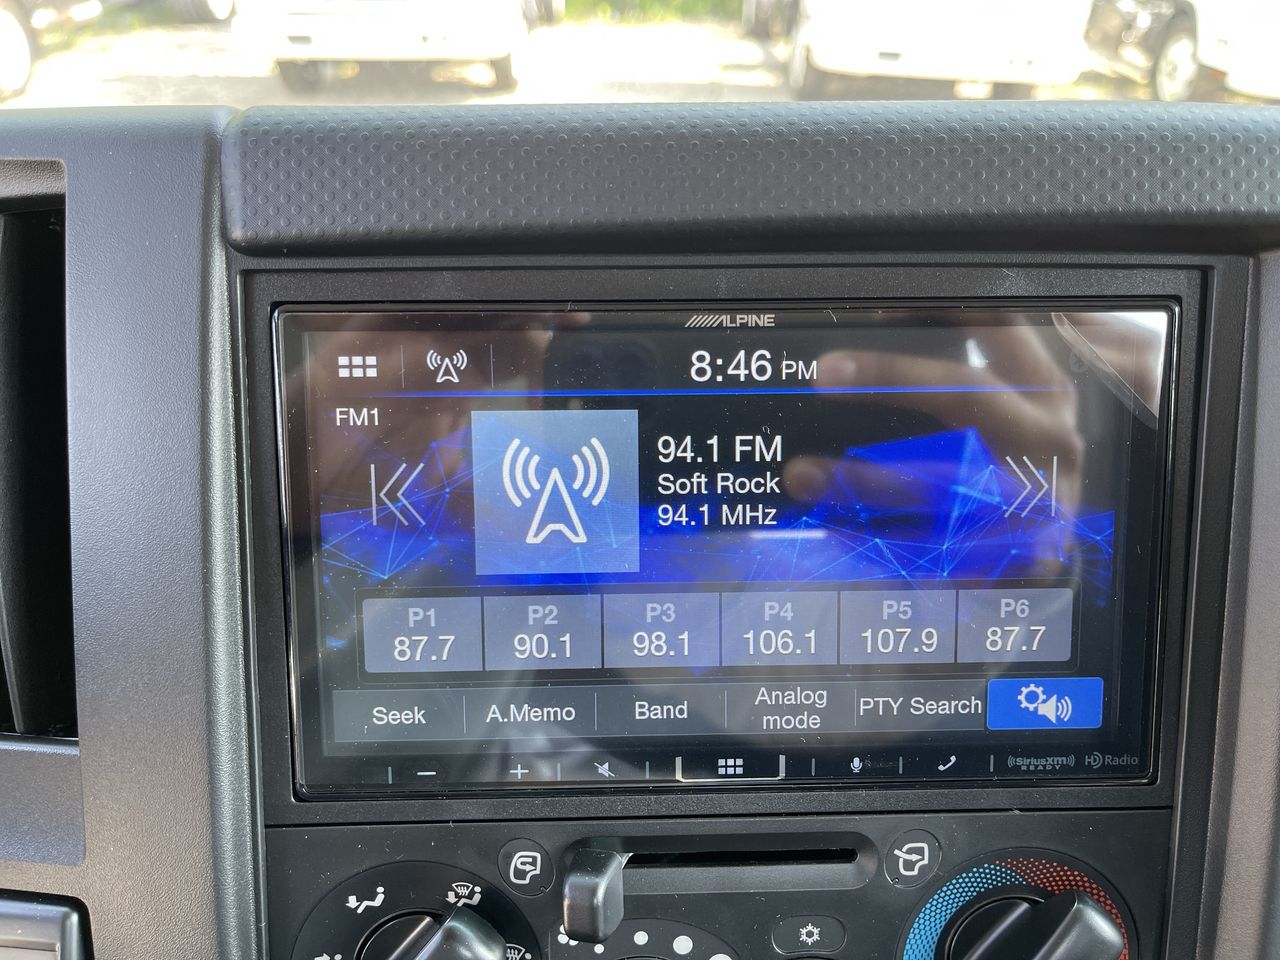 ALPINE
8:46 PM
FM1
94.1 FM
Soft Rock
94.1 MHz
P1 P2 P3 P4 P5 P6
87.7 90.1 98.1 106.1 107.9 87.7
Seek A.Memo Band Analog mode PTY Search
SiriusXM
READY
HD Radio